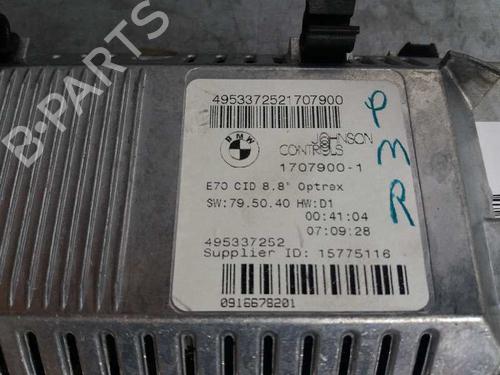 4953372521707900
BMW
JOHNSON
CONTROLS
1707900-1
E70 CID 8.8" Optrex
SW:79.50.40 HW:D1
00:41:04
07:09:28
495337252
Supplier ID: 15775116
0916678201
PMR
B-PARTS